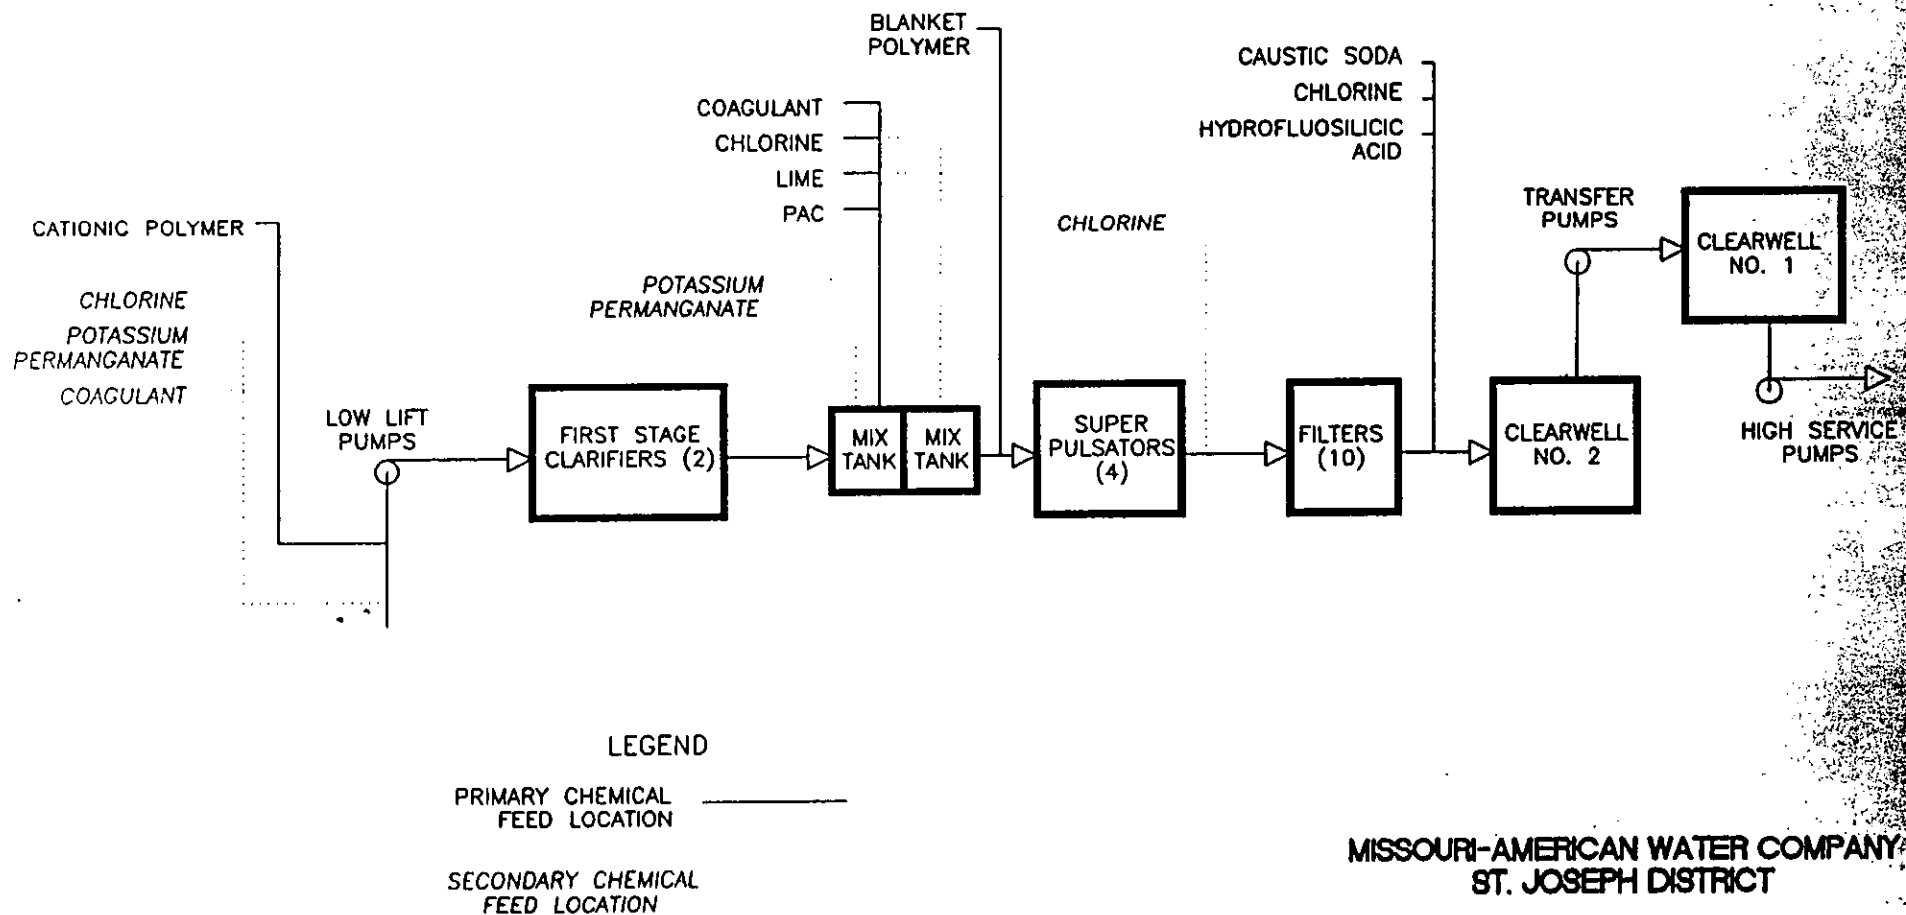 BLANKET
POLYMER
CAUSTIC SODA
CHLORINE
HYDROFLUOSILICIC
ACID
COAGULANT
CHLORINE
LIME
PAC
CATIONIC POLYMER
CHLORINE
POTASSIUM
PERMANGANATE
COAGULANT
POTASSIUM
PERMANGANATE
CHLORINE
TRANSFER
PUMPS
CLEARWELL
NO. 1
LOW LIFT
PUMPS
FIRST STAGE
CLARIFIERS (2)
MIX
TANK
MIX
TANK
SUPER
PULSATORS
(4)
FILTERS
(10)
CLEARWELL
NO. 2
HIGH SERVICE
PUMPS
LEGEND
PRIMARY CHEMICAL
FEED LOCATION
SECONDARY CHEMICAL
FEED LOCATION
MISSOURI-AMERICAN WATER COMPANY
ST. JOSEPH DISTRICT